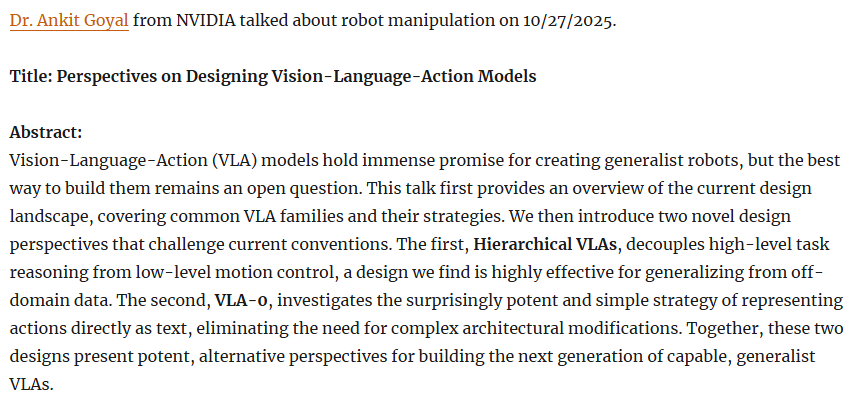 Dr. Ankit Goyal from NVIDIA talked about robot manipulation on 10/27/2025.
Title: Perspectives on Designing Vision-Language-Action Models
Abstract:
Vision-Language-Action (VLA) models hold immense promise for creating generalist robots, but the best
way to build them remains an open question. This talk first provides an overview of the current design
landscape, covering common VLA families and their strategies. We then introduce two novel design
perspectives that challenge current conventions. The first, Hierarchical VLAs, decouples high-level task
reasoning from low-level motion control, a design we find is highly effective for generalizing from off-
domain data. The second, VLA-0, investigates the surprisingly potent and simple strategy of representing
actions directly as text, eliminating the need for complex architectural modifications. Together, these two
designs present potent, alternative perspectives for building the next generation of capable, generalist
VLAs.